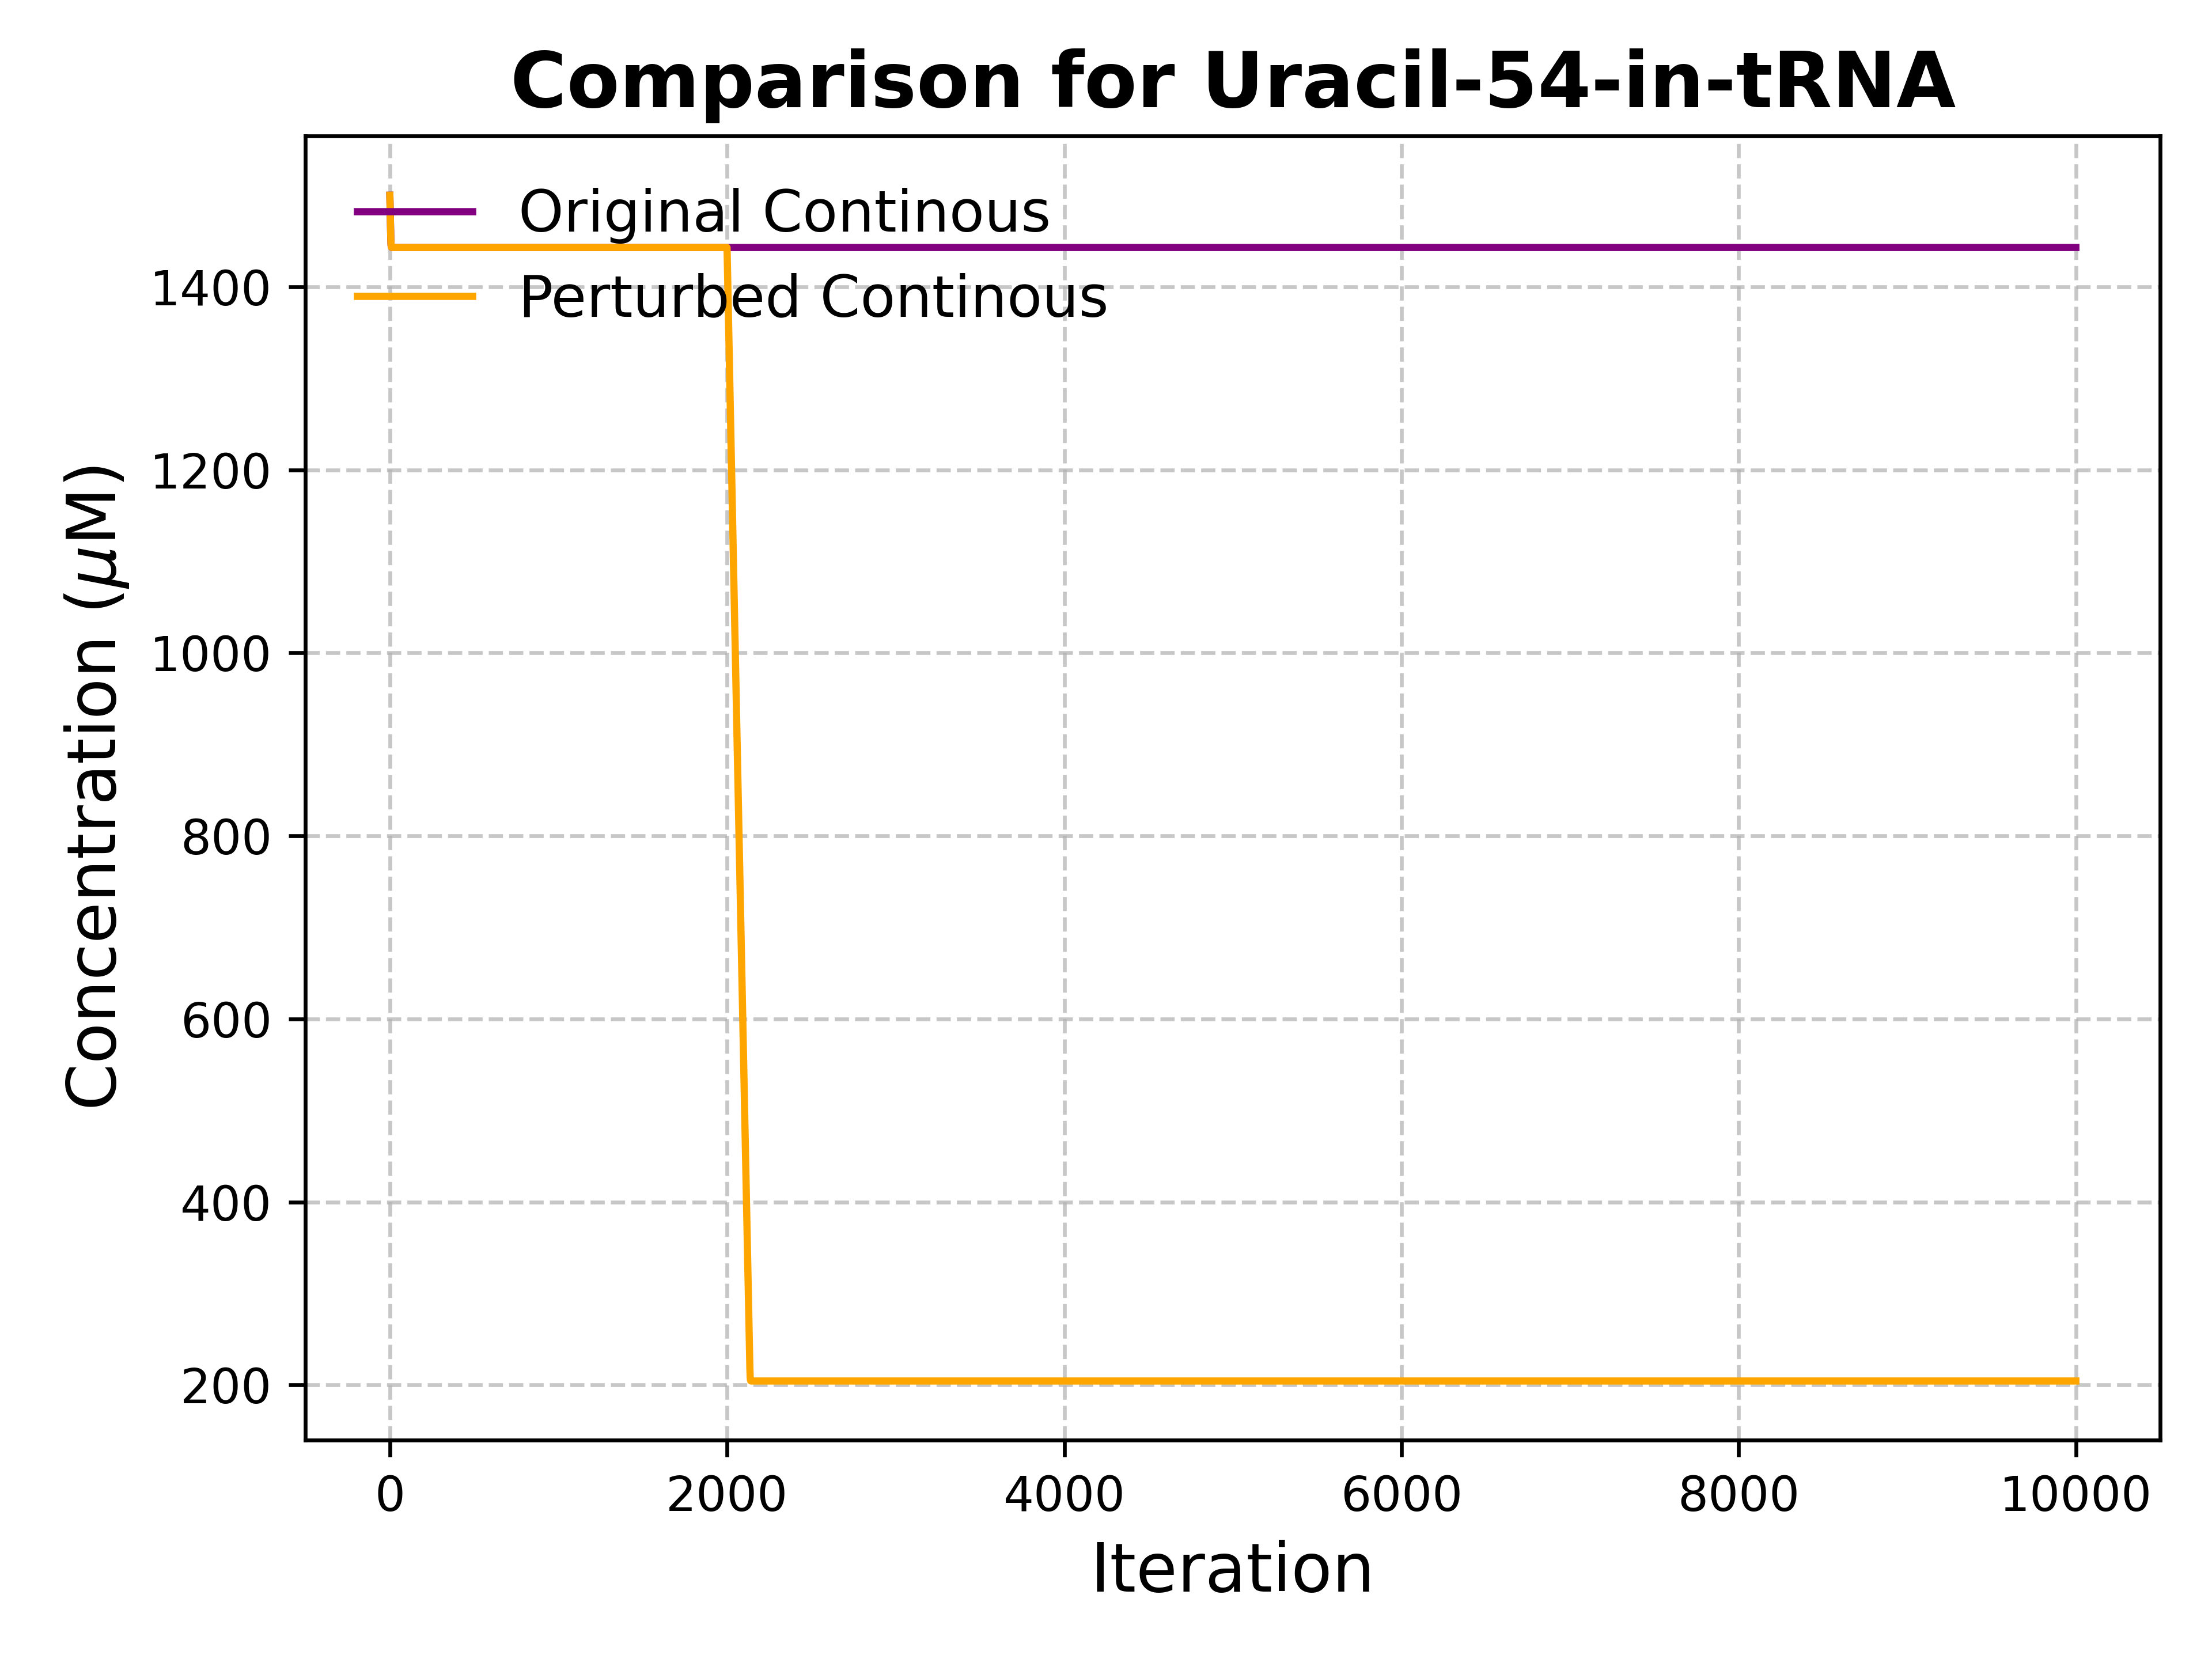 Comparison for Uracil-54-in-tRNA
Original Continous
Perturbed Continous
Concentration (μM)
1400
1200
1000
800
600
400
200
0 2000 4000 6000 8000 10000
Iteration